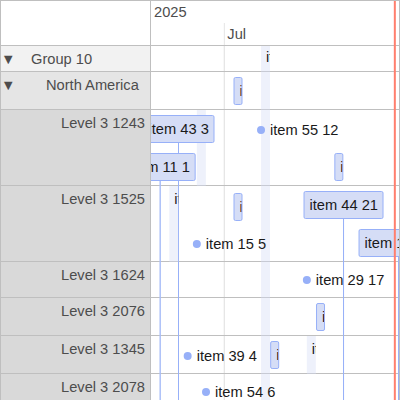 2025
Jul
▼ Group 10
▼ North America
Level 3 1243
item 43 3
item 55 12
11 1
Level 3 1525
item 44 21
item 15 5
item
Level 3 1624
item 29 17
Level 3 2076
Level 3 1345
item 39 4
Level 3 2078
item 54 6